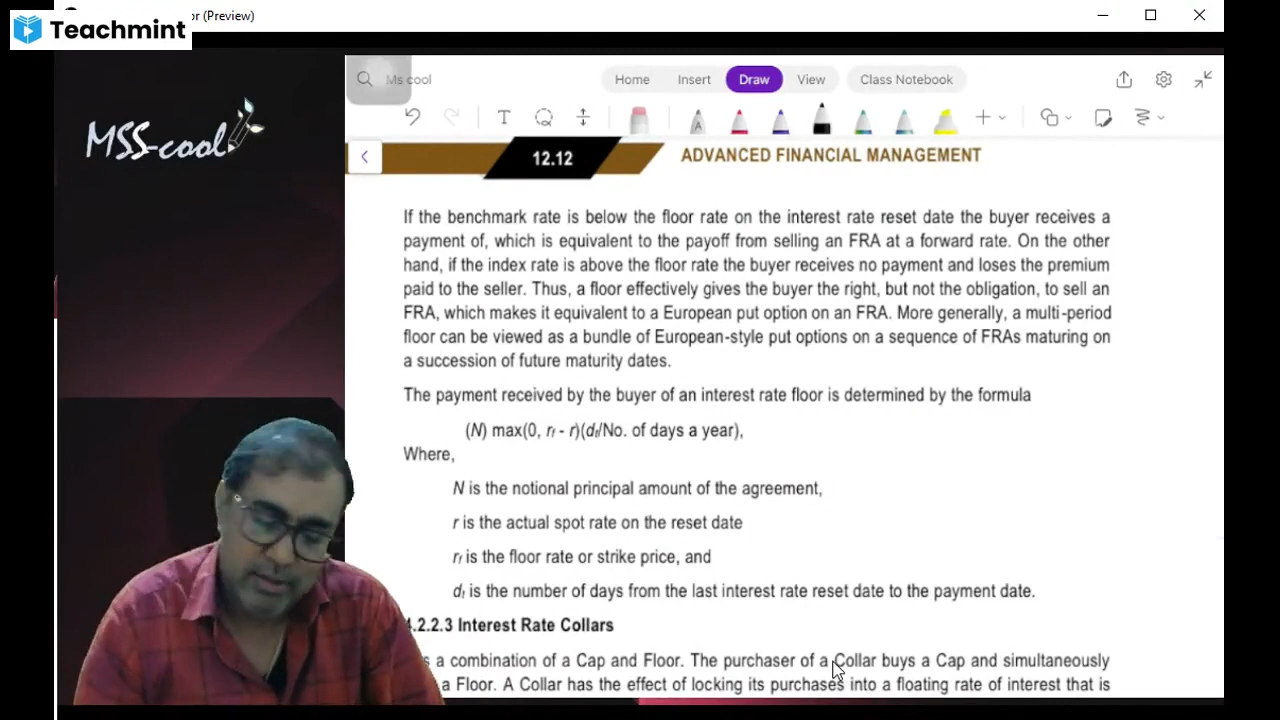 or (Preview)
Teachmint
MSS-cool
Ms cool
Home Insert Draw View Class Notebook
12.12 ADVANCED FINANCIAL MANAGEMENT
If the benchmark rate is below the floor rate on the interest rate reset date the buyer receives a
payment of, which is equivalent to the payoff from selling an FRA at a forward rate. On the other
hand, if the index rate is above the floor rate the buyer receives no payment and loses the premium
paid to the seller. Thus, a floor effectively gives the buyer the right, but not the obligation, to sell an
FRA, which makes it equivalent to a European put option on an FRA. More generally, a multi-period
floor can be viewed as a bundle of European-style put options on a sequence of FRAs maturing on
a succession of future maturity dates.
The payment received by the buyer of an interest rate floor is determined by the formula
(N) max(0, rf - r)(dt/No. of days a year),
Where,
N is the notional principal amount of the agreement,
r is the actual spot rate on the reset date
rf is the floor rate or strike price, and
dt is the number of days from the last interest rate reset date to the payment date.
4.2.2.3 Interest Rate Collars
s a combination of a Cap and Floor. The purchaser of a Collar buys a Cap and simultaneously
a Floor. A Collar has the effect of locking its purchases into a floating rate of interest that is